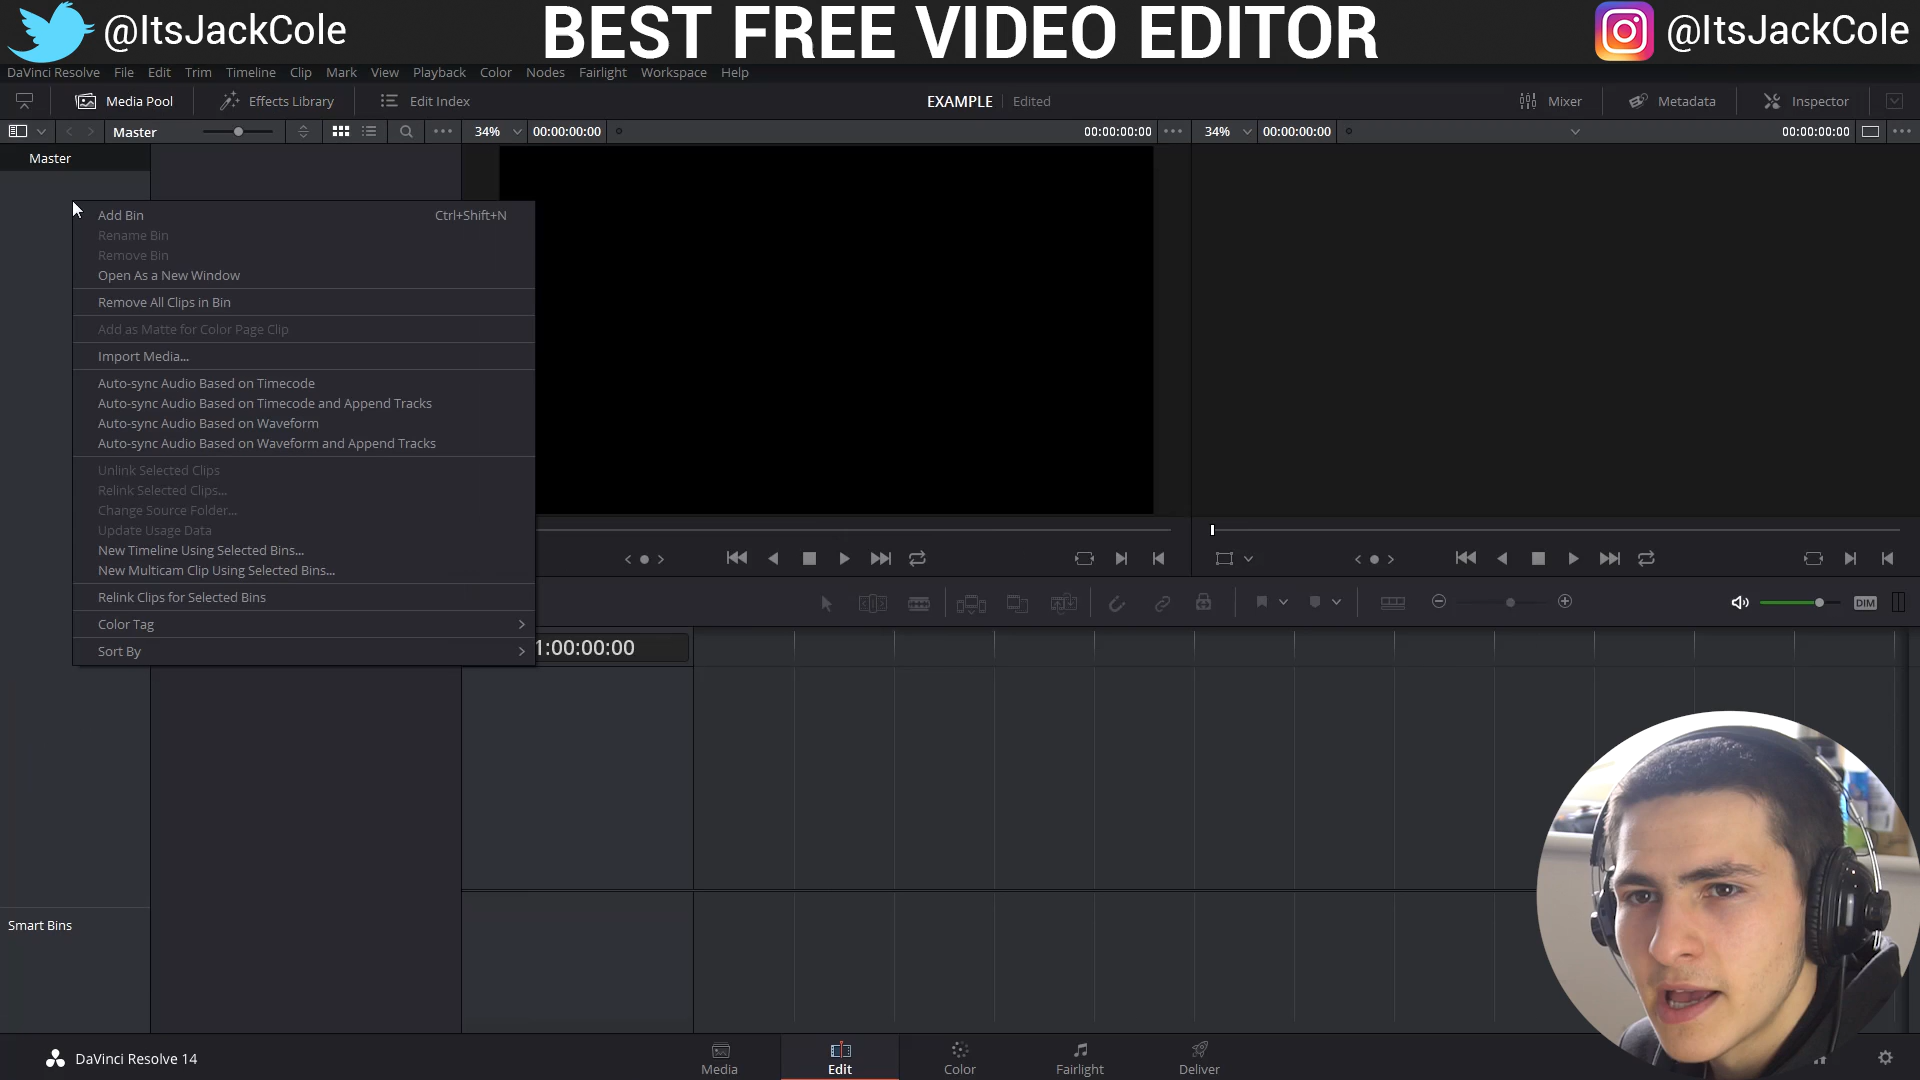 @ItsJackCole BEST FREE VIDEO EDITOR @ItsJackCole
DaVinci Resolve File Edit Trim Timeline Clip Mark View Playback Color Nodes Fairlight Workspace Help
Media Pool Effects Library Edit Index EXAMPLE Edited Mixer Metadata Inspector
Master 34% 00:00:00:00 00:00:00:00 34% 00:00:00:00 00:00:00:00
Master
Add Bin Ctrl+Shift+N
Rename Bin
Remove Bin
Open As a New Window
Remove All Clips in Bin
Add as Matte for Color Page Clip
Import Media...
Auto-sync Audio Based on Timecode
Auto-sync Audio Based on Timecode and Append Tracks
Auto-sync Audio Based on Waveform
Auto-sync Audio Based on Waveform and Append Tracks
Unlink Selected Clips
Relink Selected Clips...
Change Source Folder...
Update Usage Data
New Timeline Using Selected Bins...
New Multicam Clip Using Selected Bins...
Relink Clips for Selected Bins
DIM
Color Tag
1:00:00:00
Sort By
Smart Bins
DaVinci Resolve 14
Media Edit Color Fairlight Deliver